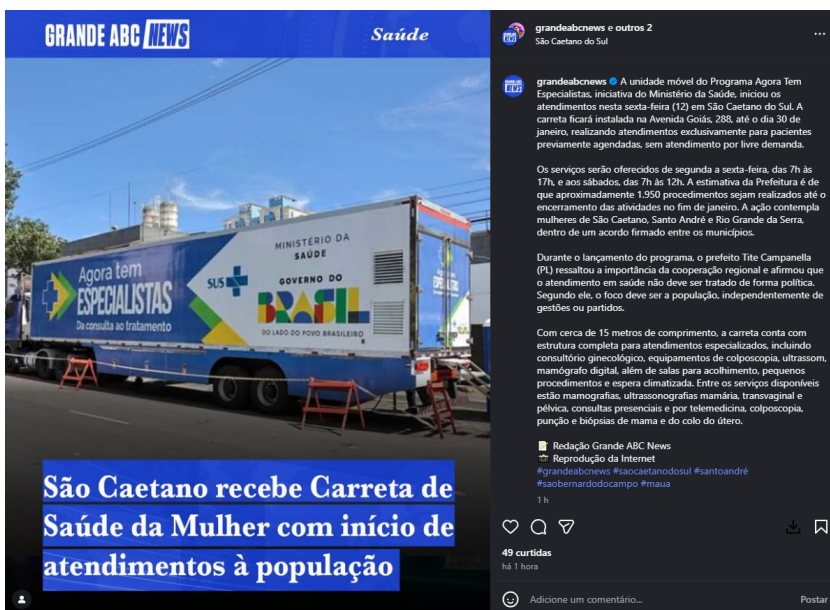 GRANDE ABC NEWS
Saúde
Agora tem
ESPECIALISTAS
Da consulta ao tratamento
SUS
MINISTÉRIO DA
SAÚDE
GOVERNO DO
BRASIL
DO LADO DO POVO BRASILEIRO
São Caetano recebe Carreta de
Saúde da Mulher com início de
atendimentos à população
grandeabcnews e outros 2
São Caetano do Sul
grandeabcnews A unidade móvel do Programa Agora Tem
Especialistas, iniciativa do Ministério da Saúde, iniciou os
atendimentos nesta sexta-feira (12) em São Caetano do Sul. A
carreta ficará instalada na Avenida Goiás, 288, até o dia 30 de
janeiro, realizando atendimentos exclusivamente para pacientes
previamente agendadas, sem atendimento por livre demanda.
Os serviços serão oferecidos de segunda a sexta-feira, das 7h às
17h, e aos sábados, das 7h às 12h. A estimativa da Prefeitura é de
que aproximadamente 1.950 procedimentos sejam realizados até o
encerramento das atividades no fim de janeiro. A ação contempla
mulheres de São Caetano, Santo André e Rio Grande da Serra,
dentro de um acordo firmado entre os municípios.
Durante o lançamento do programa, o prefeito Tite Campanella
(PL) ressaltou a importância da cooperação regional e afirmou que
o atendimento em saúde não deve ser tratado de forma política.
Segundo ele, o foco deve ser a população, independentemente de
gestões ou partidos.
Com cerca de 15 metros de comprimento, a carreta conta com
estrutura completa para atendimentos especializados, incluindo
consultório ginecológico, equipamentos de colposcopia, ultrassom,
mamógrafo digital, além de salas para acolhimento, pequenos
procedimentos e espera climatizada. Entre os serviços disponíveis
estão mamografias, ultrassonografias mamária, transvaginal e
pélvica, consultas presenciais e por telemedicina, colposcopia,
punção e biópsias de mama e do colo do útero.
Redação Grande ABC News
Reprodução da Internet
#grandeabcnews #saocaetanodosul #santoandré
#saobernardodocampo #maua
1 h
49 curtidas
há 1 hora
Adicione um comentário...
Postar